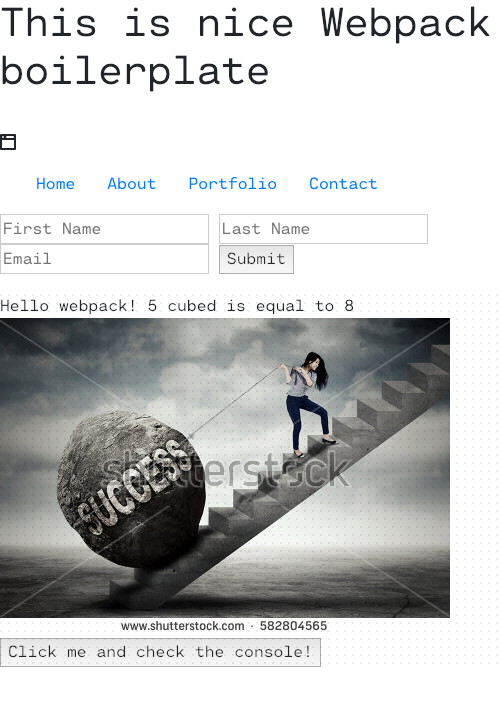 This is nice Webpack
boilerplate
Home About Portfolio Contact
First Name Last Name
Email Submit
Hello webpack! 5 cubed is equal to 8
SUCCESS
shutterstock
www.shutterstock.com · 582804565
Click me and check the console!